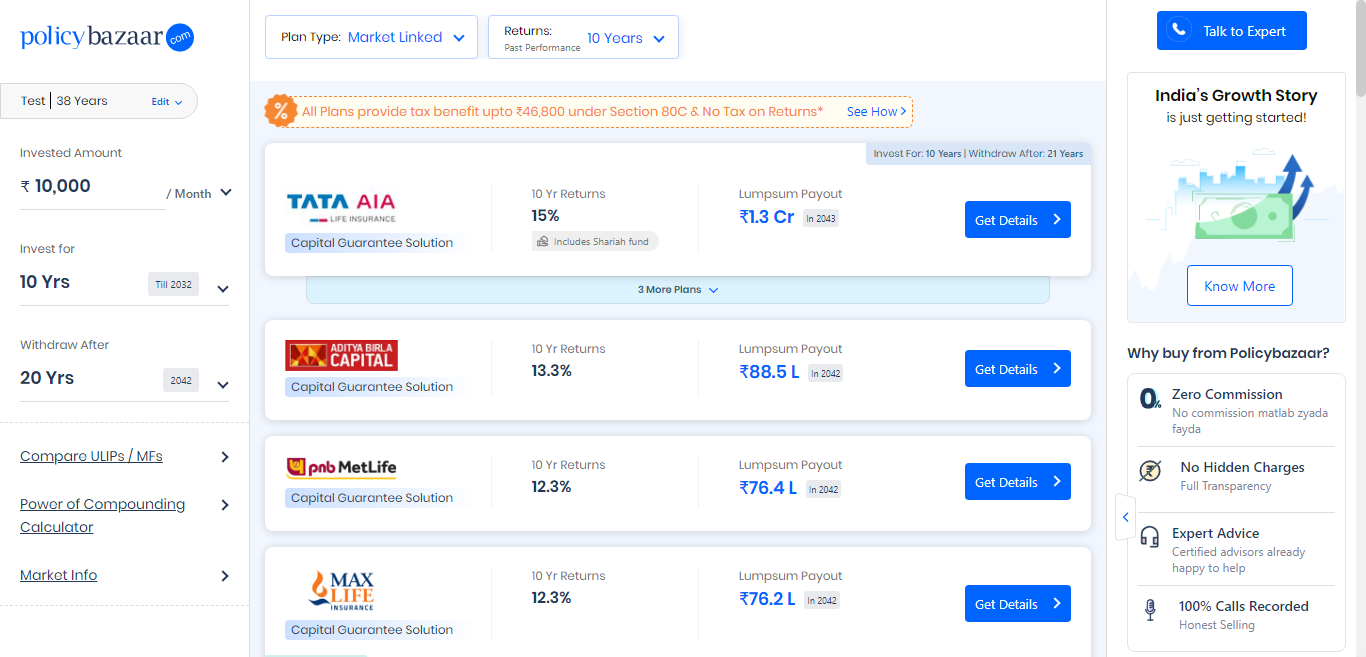 policybazaar.com
Test | 38 Years
Edit
Invested Amount
₹ 10,000
/ Month
Invest for
10 Yrs
Till 2032
Withdraw After
20 Yrs
2042
Compare ULIPs / MFs
Power of Compounding
Calculator
Market Info
Plan Type: Market Linked
Returns:
Past Performance
10 Years
% All Plans provide tax benefit upto ₹46,800 under Section 80C & No Tax on Returns* See How
Invest For: 10 Years | Withdraw After: 21 Years
TATA AIA
LIFE INSURANCE
Capital Guarantee Solution
10 Yr Returns
15%
Includes Shariah fund
Lumpsum Payout
₹1.3 Cr In 2043
Get Details
3 More Plans
ADITYA BIRLA
CAPITAL
Capital Guarantee Solution
10 Yr Returns
13.3%
Lumpsum Payout
₹88.5 L In 2042
Get Details
pnb MetLife
Capital Guarantee Solution
10 Yr Returns
12.3%
Lumpsum Payout
₹76.4 L In 2042
Get Details
MAX
LIFE
INSURANCE
Capital Guarantee Solution
10 Yr Returns
12.3%
Lumpsum Payout
₹76.2 L In 2042
Get Details
Talk to Expert
India's Growth Story
is just getting started!
Know More
Why buy from Policybazaar?
0%
Zero Commission
No commission matlab zyada
fayda
No Hidden Charges
Full Transparency
Expert Advice
Certified advisors already
happy to help
100% Calls Recorded
Honest Selling